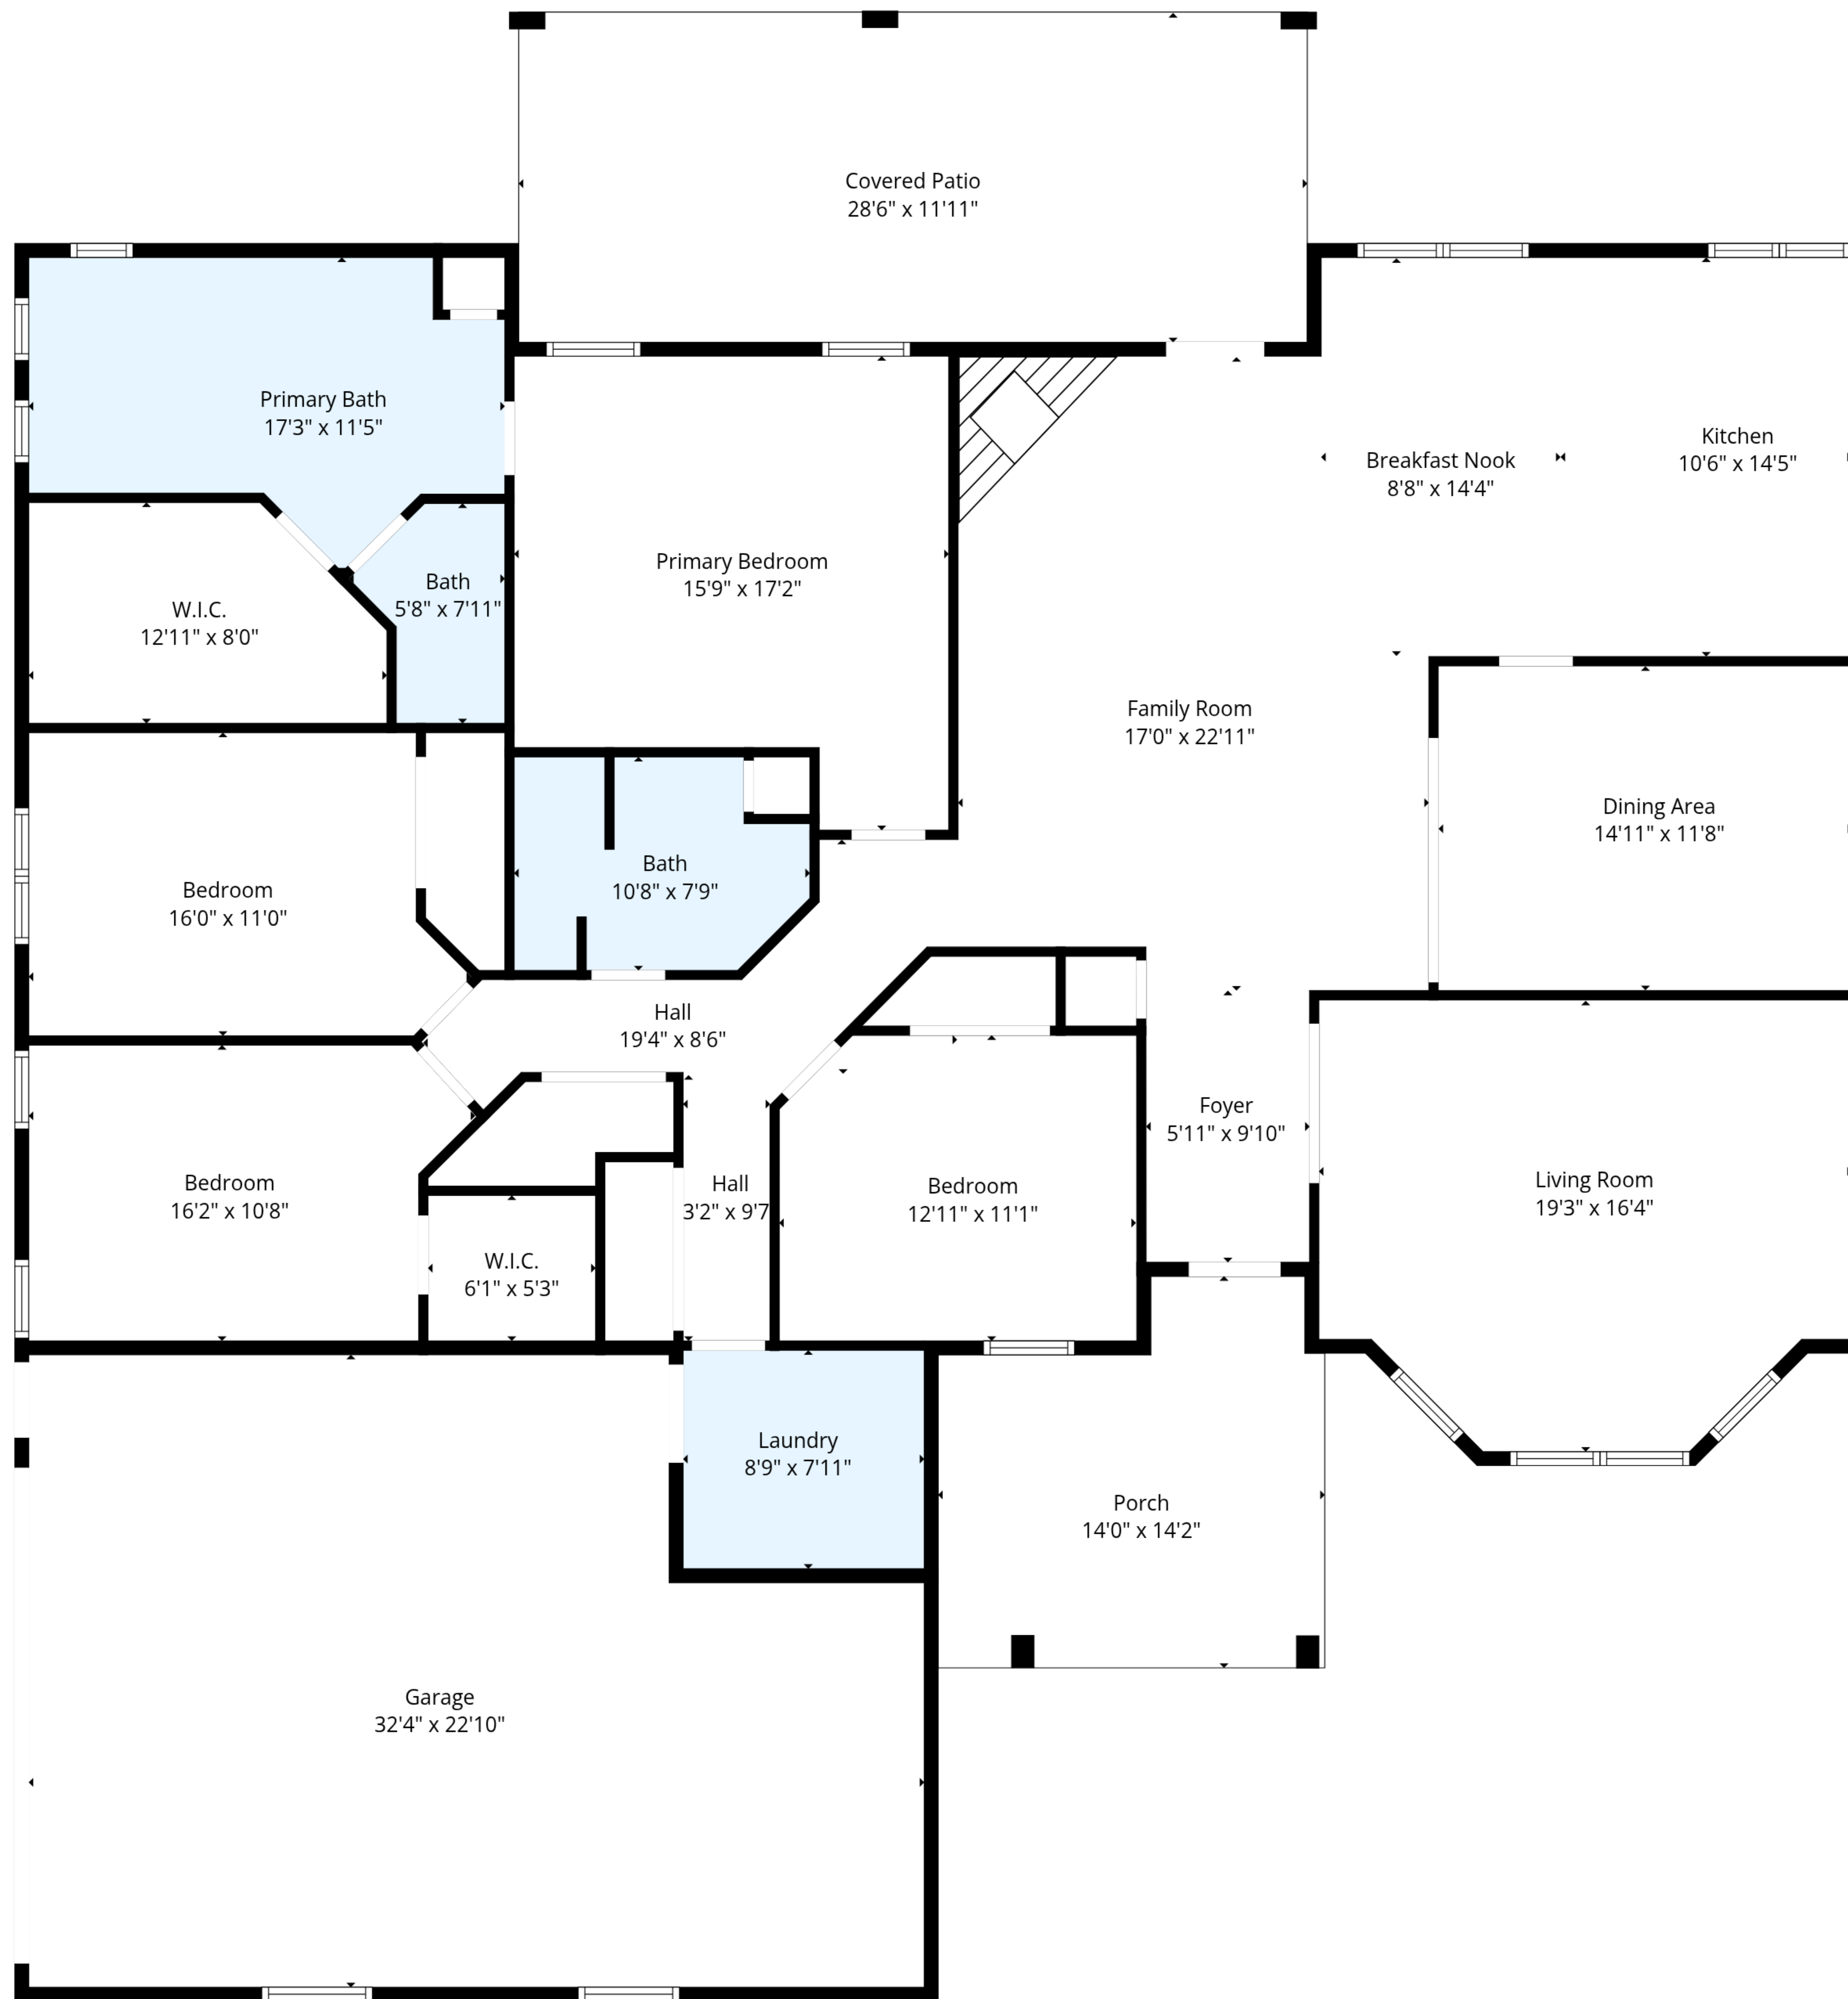 Covered Patio
28'6" x 11'11"
Primary Bath
17'3" x 11'5"
Kitchen
10'6" x 14'5"
Breakfast Nook
8'8" x 14'4"
Primary Bedroom
15'9" x 17'2"
Bath
5'8" x 7'11"
W.I.C.
12'11" x 8'0"
Family Room
17'0" x 22'11"
Dining Area
14'11" x 11'8"
Bath
10'8" x 7'9"
Bedroom
16'0" x 11'0"
Hall
19'4" x 8'6"
Foyer
5'11" x 9'10"
Living Room
19'3" x 16'4"
Bedroom
16'2" x 10'8"
Hall
3'2" x 9'7
Bedroom
12'11" x 11'1"
W.I.C.
6'1" x 5'3"
Laundry
8'9" x 7'11"
Porch
14'0" x 14'2"
Garage
32'4" x 22'10"